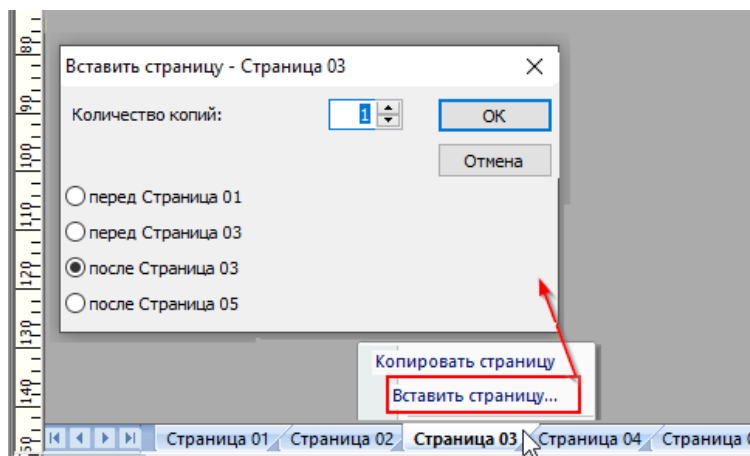 80
90
100
110
120
130
140
Вставить страницу - Страница 03
Количество копий:
1
OK
Отмена
перед Страница 01
перед Страница 03
после Страница 03
после Страница 05
Копировать страницу
Вставить страницу...
Страница 01 Страница 02 Страница 03 Страница 04 Страница